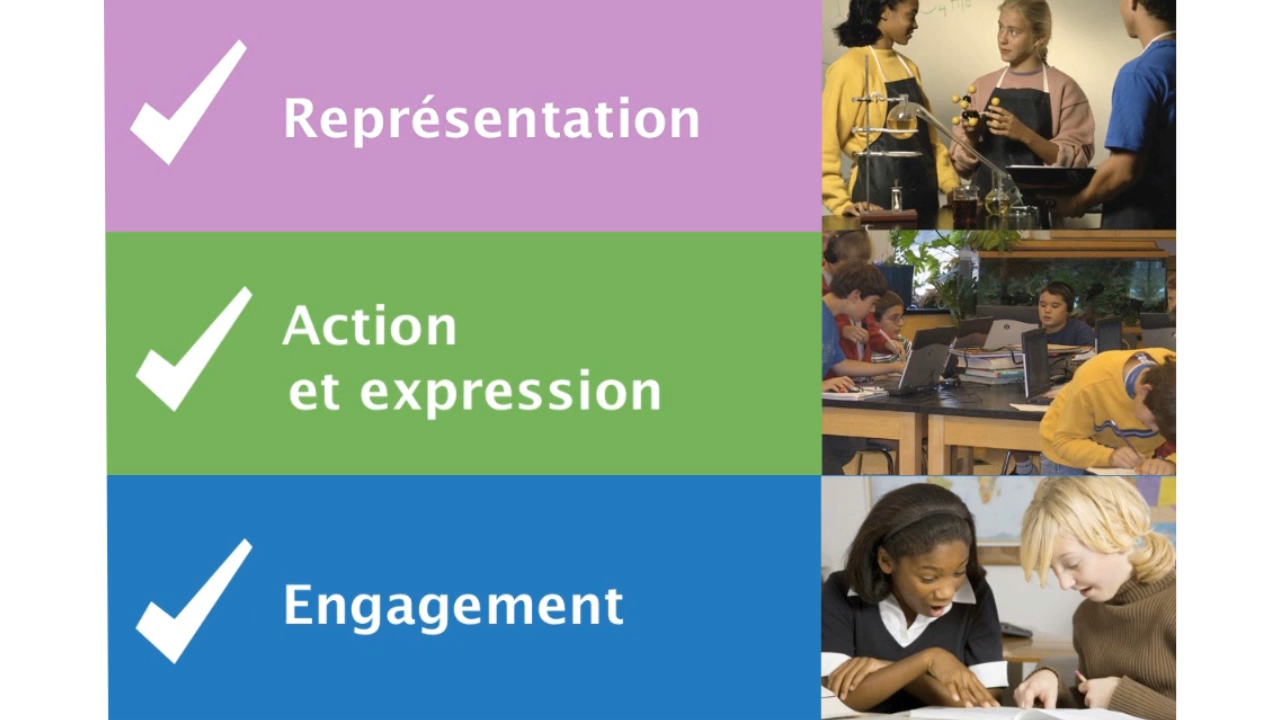 Représentation
Action
et expression
Engagement